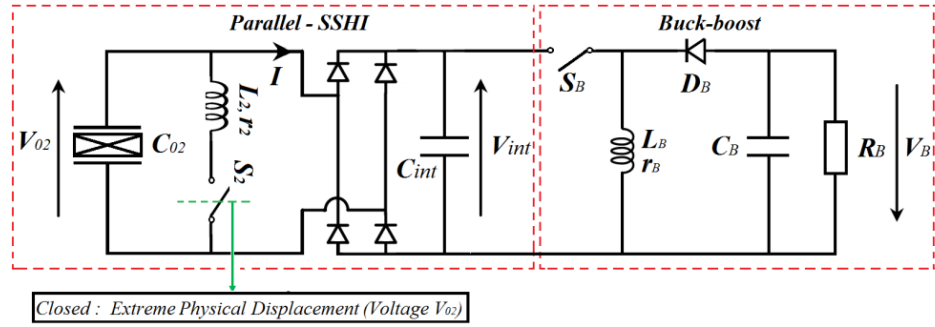 Parallel - SSHI
Buck-boost
I
V02
C02
L2,r2
S2
Cint
Vint
SB
DB
LB
rB
CB
RB
VB
Closed : Extreme Physical Displacement (Voltage V02)